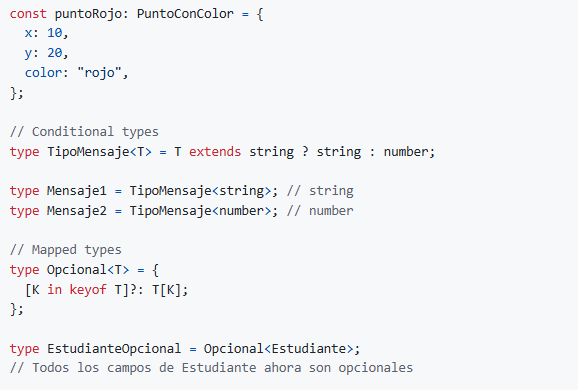 const puntoRojo: PuntoConColor = {
  x: 10,
  y: 20,
  color: "rojo",
};

// Conditional types
type TipoMensaje<T> = T extends string ? string : number;

type Mensaje1 = TipoMensaje<string>; // string
type Mensaje2 = TipoMensaje<number>; // number

// Mapped types
type Opcional<T> = {
  [K in keyof T]?: T[K];
};

type EstudianteOpcional = Opcional<Estudiante>;
// Todos los campos de Estudiante ahora son opcionales